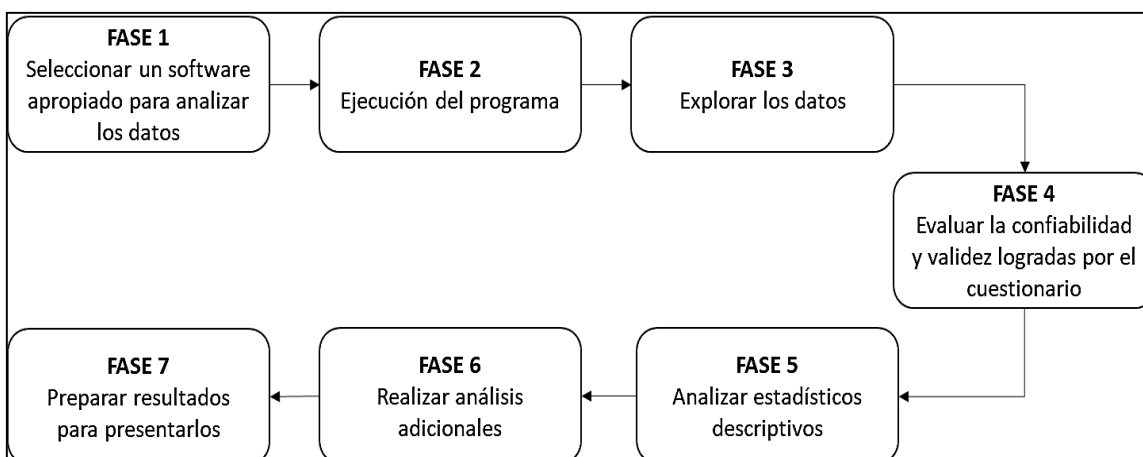 FASE 1
Seleccionar un software
apropiado para analizar
los datos
FASE 2
Ejecución del programa
FASE 3
Explorar los datos
FASE 4
Evaluar la confiabilidad
y validez logradas por el
cuestionario
FASE 5
Analizar estadísticos
descriptivos
FASE 6
Realizar análisis
adicionales
FASE 7
Preparar resultados
para presentarlos